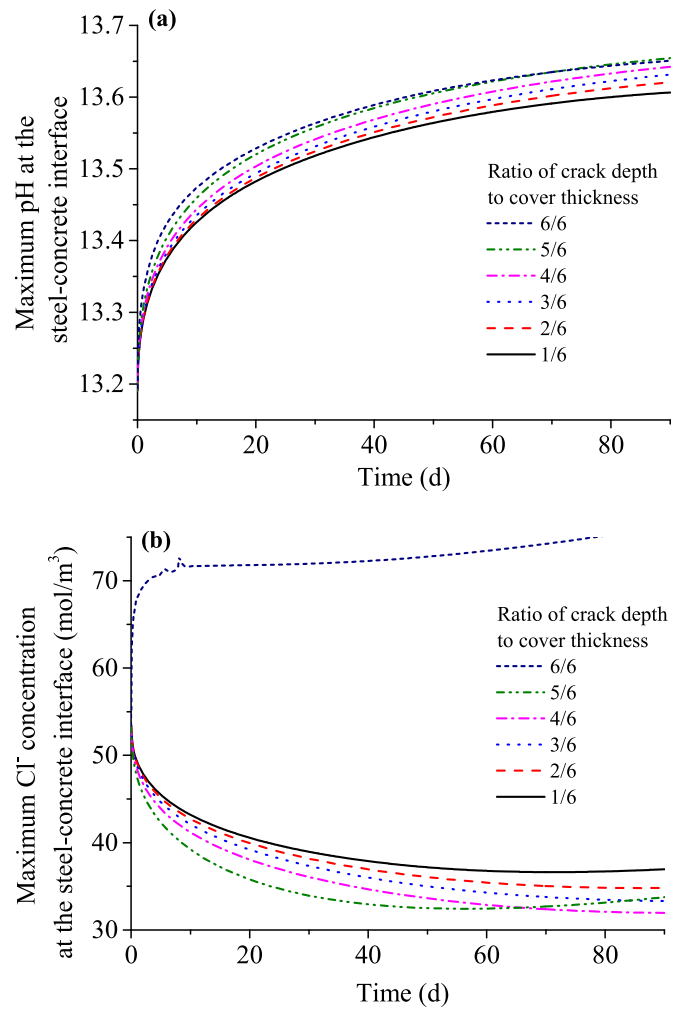 (a)
13.7
13.6
13.5
13.4
13.3
13.2
Maximum pH at the
steel-concrete interface
Ratio of crack depth
to cover thickness
6/6
5/6
4/6
3/6
2/6
1/6
0
20
40
60
80
Time (d)
(b)
70
60
50
40
30
Maximum Cl⁻ concentration
at the steel-concrete interface (mol/m³)
Ratio of crack depth
to cover thickness
6/6
5/6
4/6
3/6
2/6
1/6
0
20
40
60
80
Time (d)